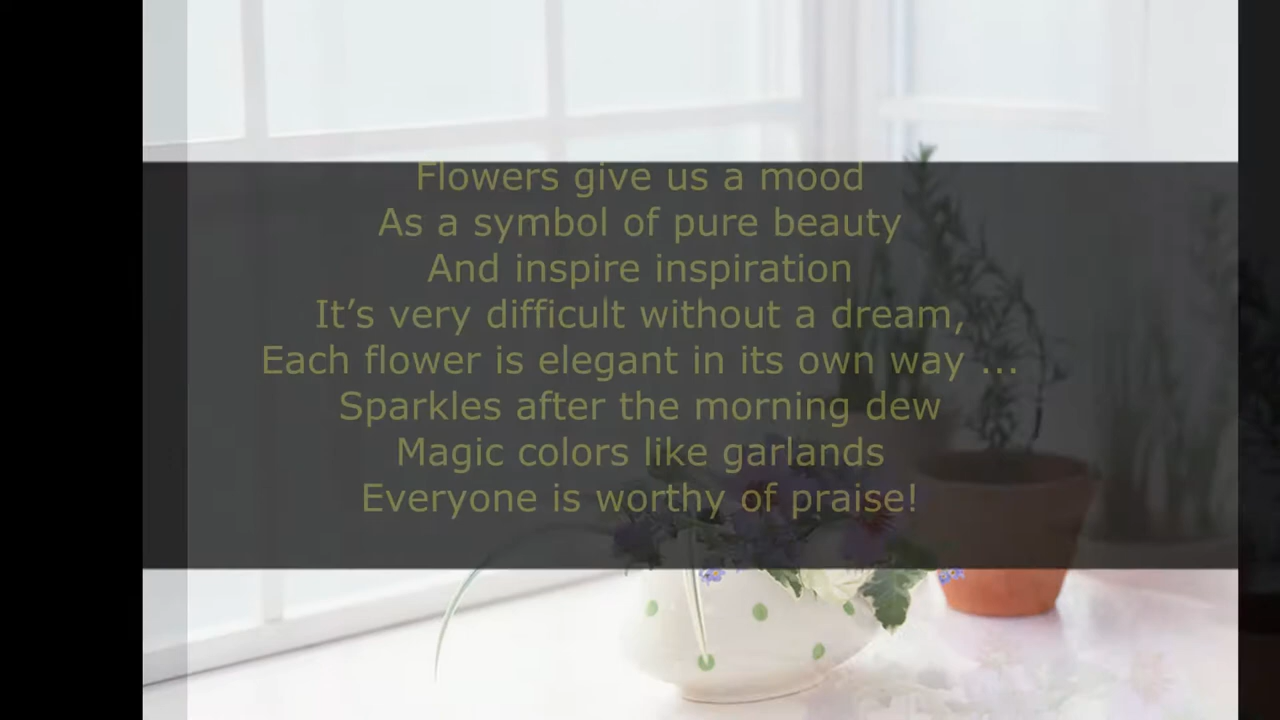 Flowers give us a mood
As a symbol of pure beauty
And inspire inspiration
It’s very difficult without a dream,
Each flower is elegant in its own way ...
Sparkles after the morning dew
Magic colors like garlands
Everyone is worthy of praise!